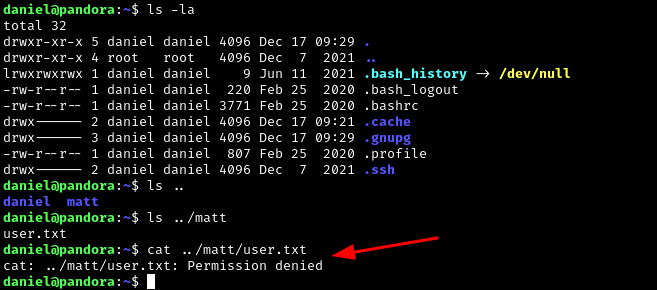 daniel@pandora:~$ ls -la
total 32
drwxr-xr-x 5 daniel daniel 4096 Dec 17 09:29 .
drwxr-xr-x 4 root   root   4096 Dec  7  2021 ..
lrwxrwxrwx 1 daniel daniel    9 Jun 11  2021 .bash_history -> /dev/null
-rw-r--r-- 1 daniel daniel  220 Feb 25  2020 .bash_logout
-rw-r--r-- 1 daniel daniel 3771 Feb 25  2020 .bashrc
drwx------ 2 daniel daniel 4096 Dec 17 09:21 .cache
drwx------ 3 daniel daniel 4096 Dec 17 09:29 .gnupg
-rw-r--r-- 1 daniel daniel  807 Feb 25  2020 .profile
drwx------ 2 daniel daniel 4096 Dec  7  2021 .ssh
daniel@pandora:~$ ls ..
daniel  matt
daniel@pandora:~$ ls ../matt
user.txt
daniel@pandora:~$ cat ../matt/user.txt
cat: ../matt/user.txt: Permission denied
daniel@pandora:~$